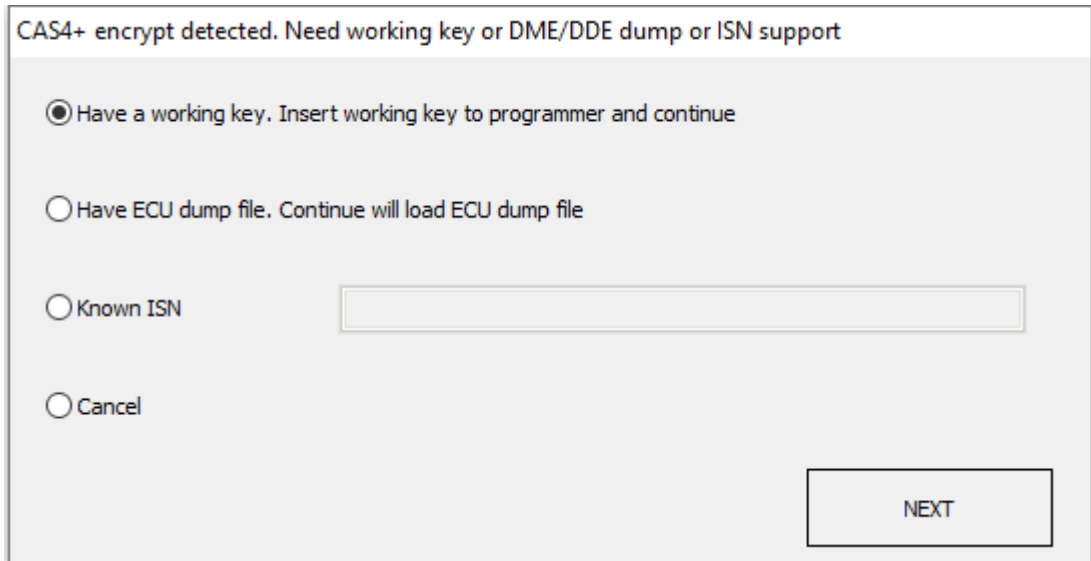 CAS4+ encrypt detected. Need working key or DME/DDE dump or ISN support
Have a working key. Insert working key to programmer and continue
Have ECU dump file. Continue will load ECU dump file
Known ISN
Cancel
NEXT